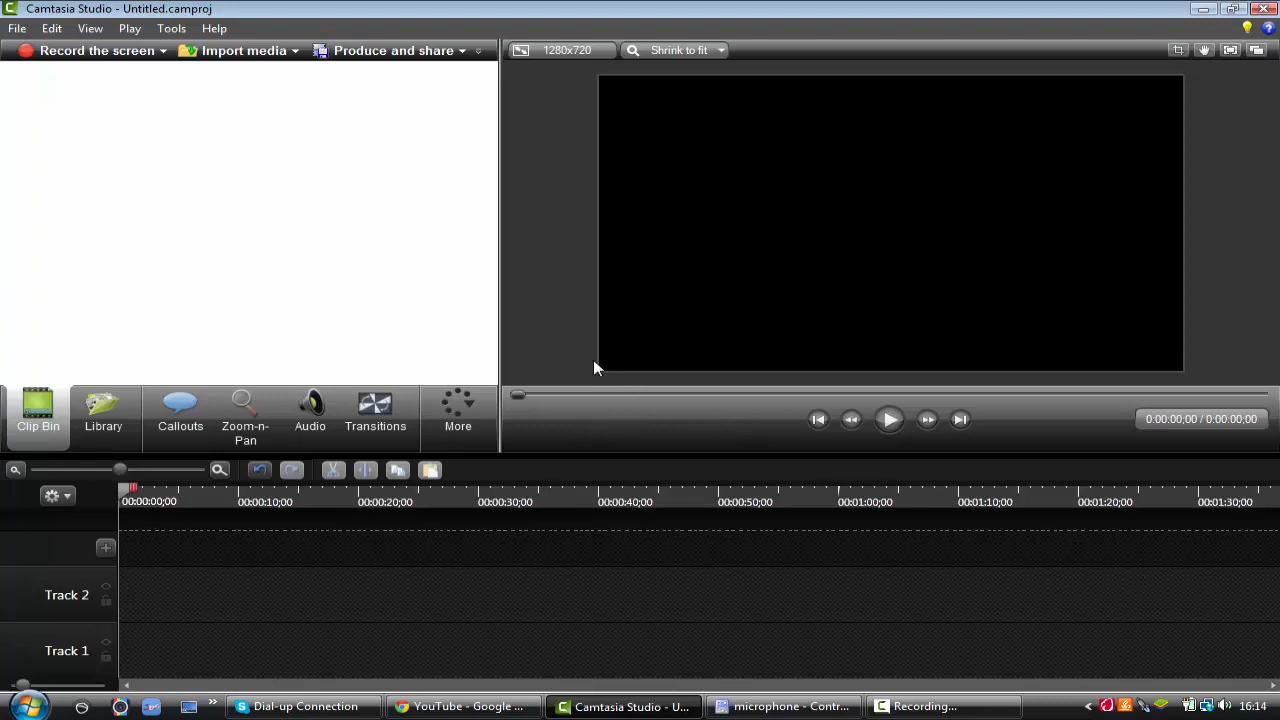 Camtasia Studio - Untitled.camproj
File Edit View Play Tools Help
Record the screen Import media Produce and share 1280x720 Shrink to fit
Clip Bin Library Callouts Zoom-n-Pan Audio Transitions More
0:00:00;00 / 0:00:00;00
00:00:00;00 00:00:10;00 00:00:20;00 00:00:30;00 00:00:40;00 00:00:50;00 00:01:00;00 00:01:10;00 00:01:20;00 00:01:30;00
Track 2
Track 1
Dial-up Connection YouTube - Google ... Camtasia Studio - U... microphone - Contr... Recording... 16:14